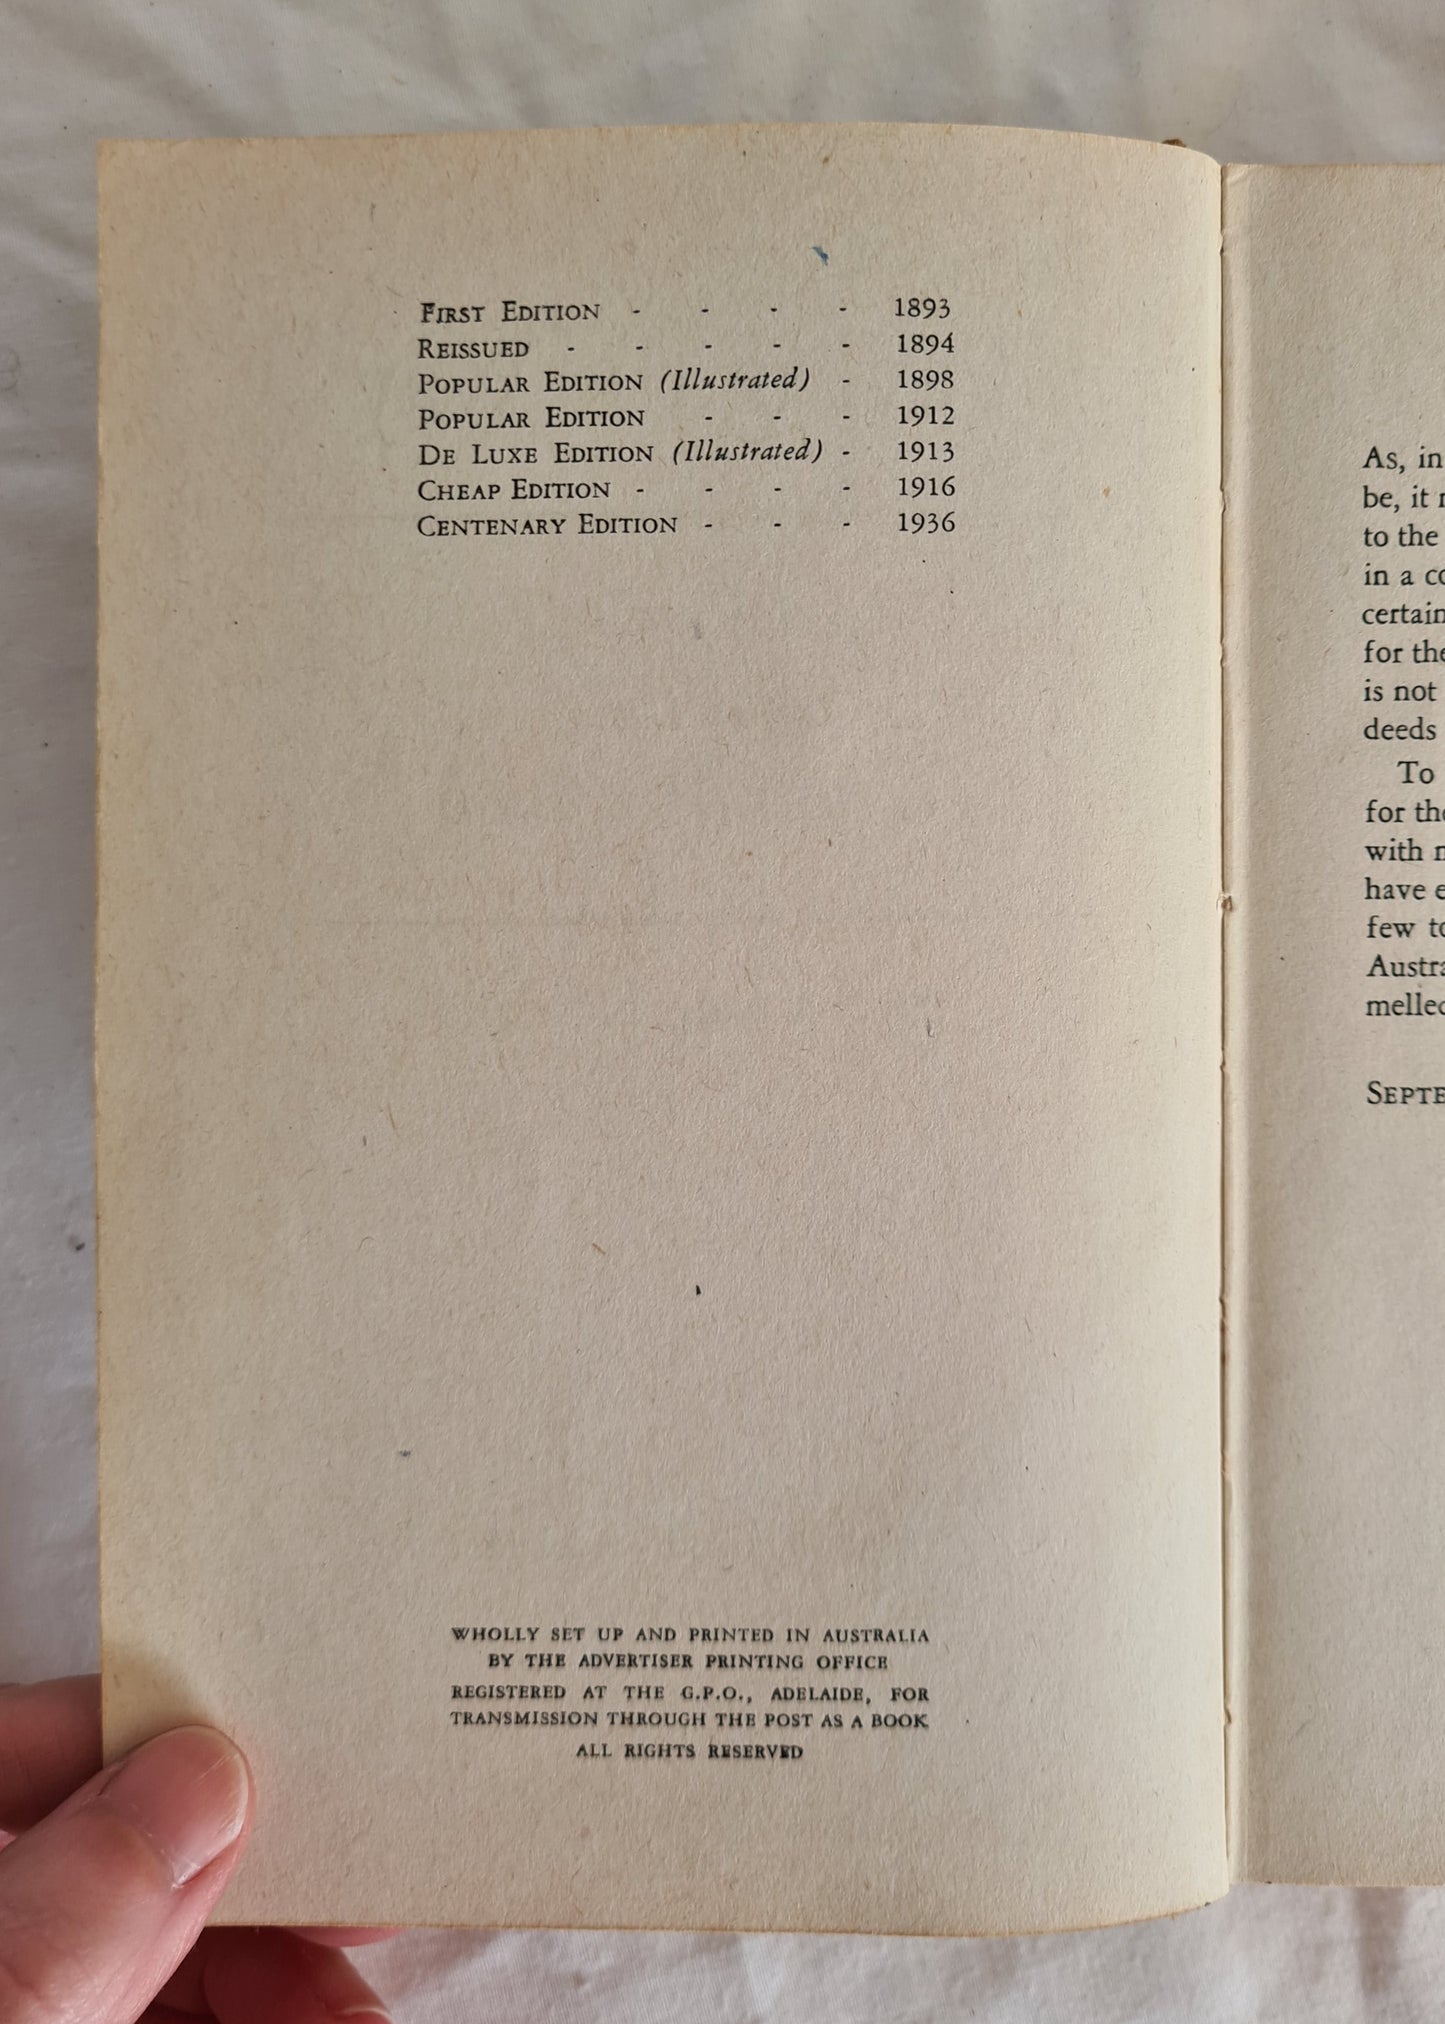 First Edition - - - - 1893
Reissued - - - - - 1894
Popular Edition (Illustrated) - 1898
Popular Edition - - - 1912
De Luxe Edition (Illustrated) - 1913
Cheap Edition - - - - 1916
Centenary Edition - - - 1936
WHOLLY SET UP AND PRINTED IN AUSTRALIA
BY THE ADVERTISER PRINTING OFFICE
REGISTERED AT THE G.P.O., ADELAIDE, FOR
TRANSMISSION THROUGH THE POST AS A BOOK
ALL RIGHTS RESERVED
As, in
be, it
to the
in a
certain
for
is not
deeds
To
for
with
have
few